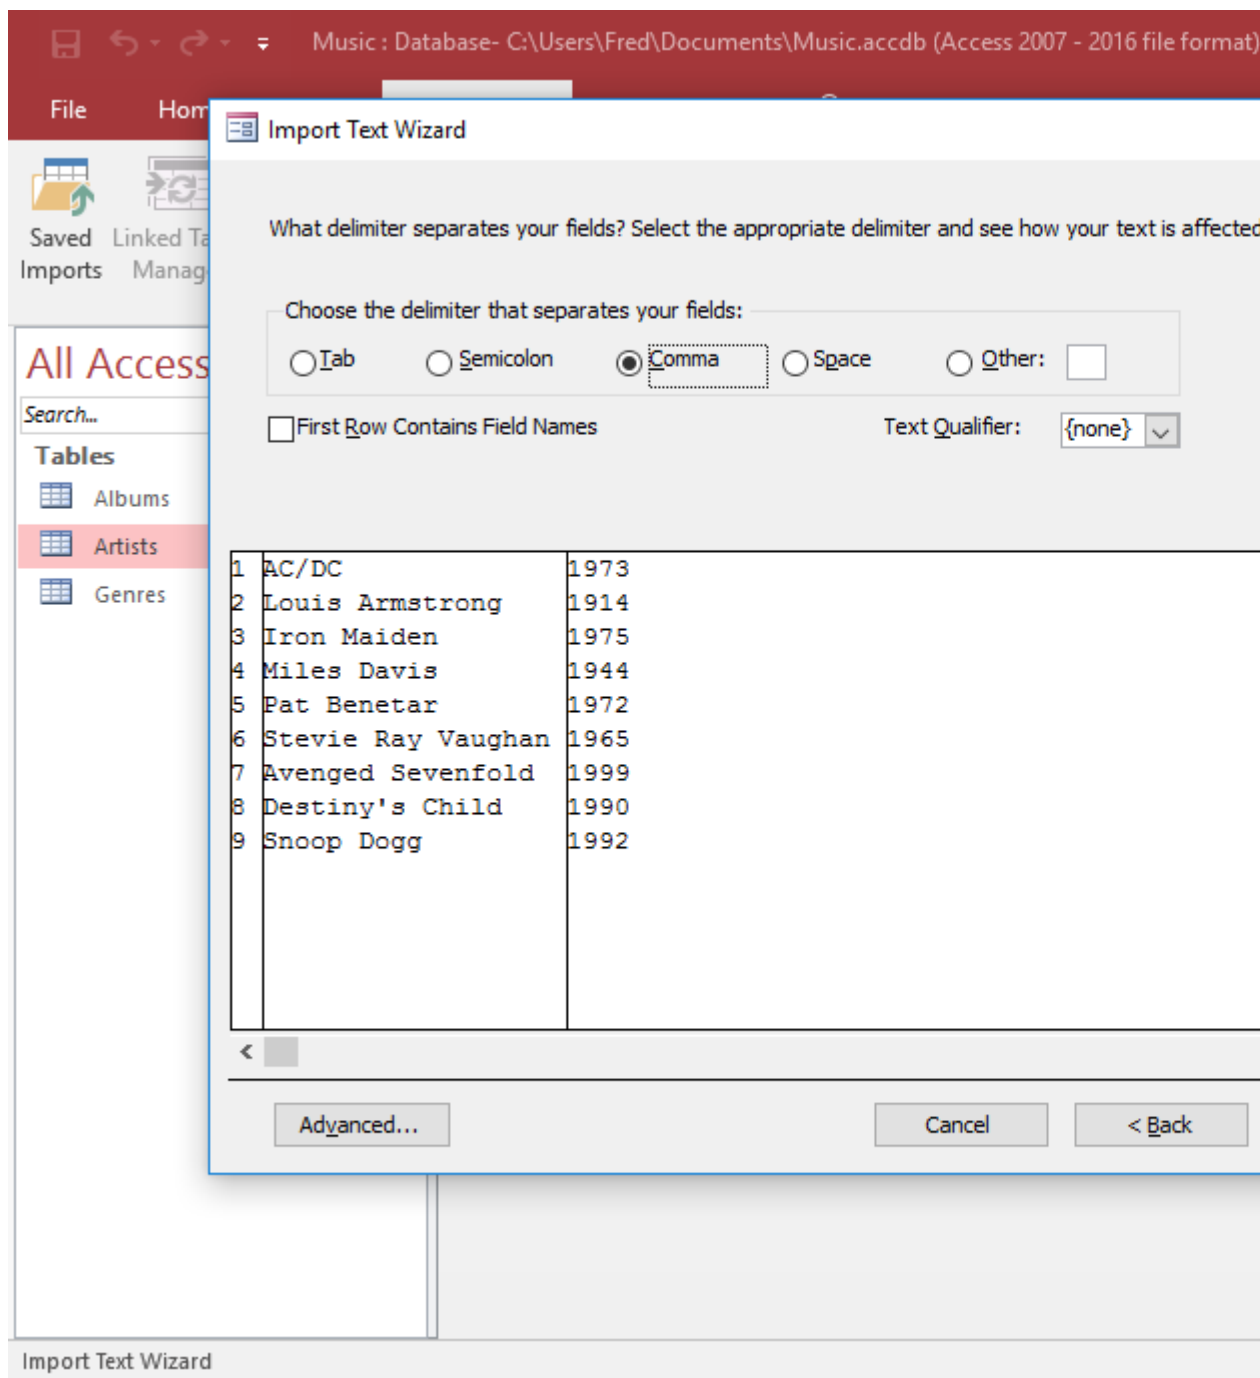 Music : Database- C:\Users\Fred\Documents\Music.accdb (Access 2007 - 2016 file format)
File Hom
Import Text Wizard
Saved Imports
Linked Ta
Manag
What delimiter separates your fields? Select the appropriate delimiter and see how your text is affected
Choose the delimiter that separates your fields:
Tab Semicolon Comma Space Other:
First Row Contains Field Names Text Qualifier: {none}
All Access
Search...
Tables
Albums
Artists
Genres
1 AC/DC 1973
2 Louis Armstrong 1914
3 Iron Maiden 1975
4 Miles Davis 1944
5 Pat Benetar 1972
6 Stevie Ray Vaughan 1965
7 Avenged Sevenfold 1999
8 Destiny's Child 1990
9 Snoop Dogg 1992
Advanced... Cancel < Back
Import Text Wizard